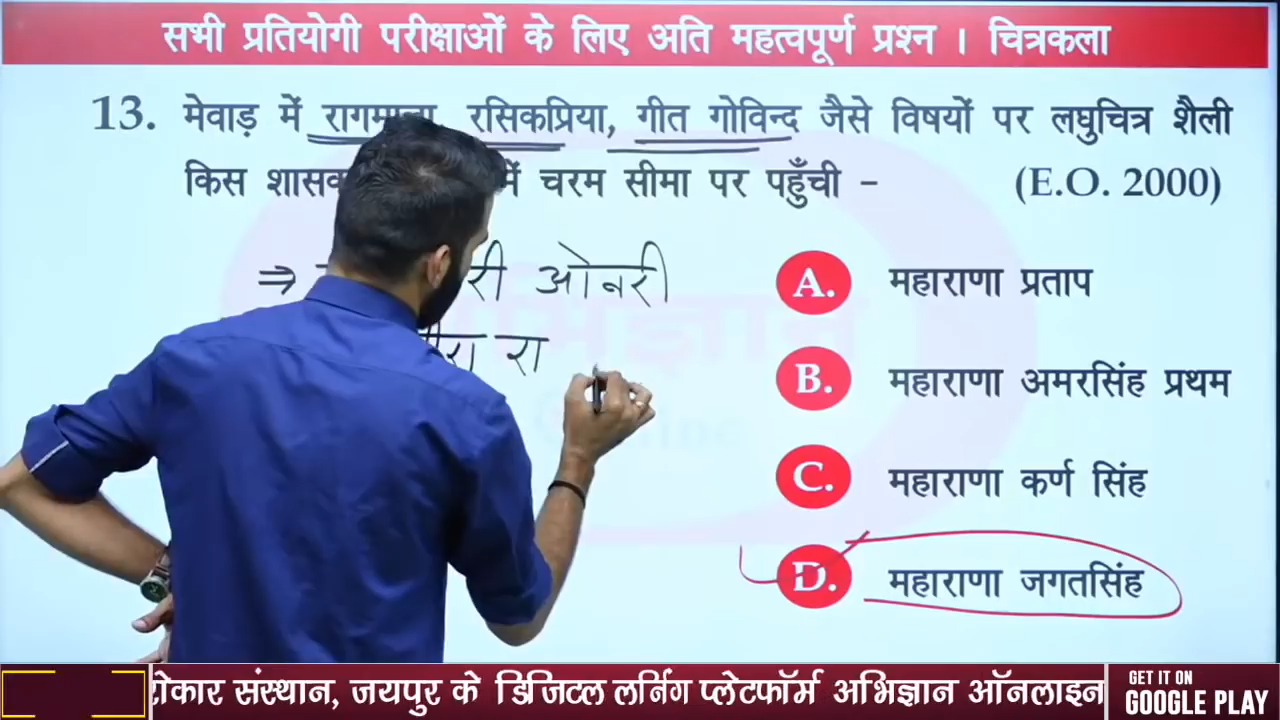 सभी प्रतियोगी परीक्षाओं के लिए अति महत्वपूर्ण प्रश्न । चित्रकला
13. मेवाड़ में रागमाला, रसिकप्रिया, गीत गोविन्द जैसे विषयों पर लघुचित्र शैली
किस में चरम सीमा पर पहुँची -
(E.O. 2000)
⇒ री ओबरी
रा
A. महाराणा प्रताप
B. महाराणा अमरसिंह प्रथम
C. महाराणा कर्ण सिंह
D. महाराणा जगतसिंह
रोकार संस्थान, जयपुर के डिजिटल लर्निग प्लेटफॉर्म अभिज्ञान ऑनलाइन
GET IT ON
GOOGLE PLAY